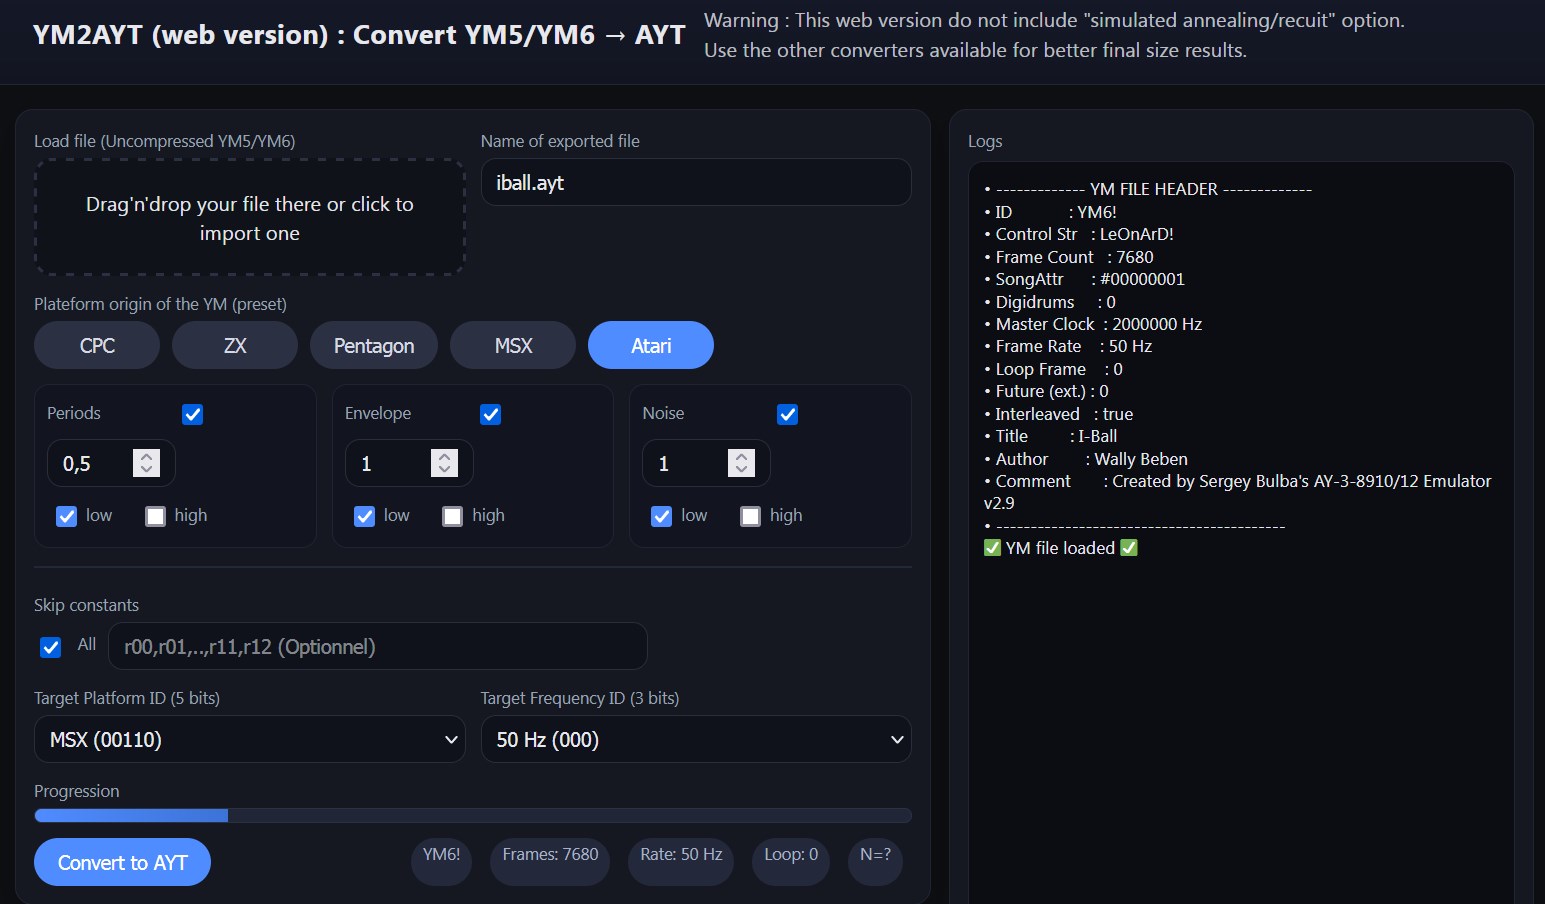 YM2AYT (web version) : Convert YM5/YM6 → AYT
Warning : This web version do not include "simulated annealing/recuit" option.
Use the other converters available for better final size results.
Load file (Uncompressed YM5/YM6)
Drag'n'drop your file there or click to
import one
Name of exported file
iball.ayt
Plateform origin of the YM (preset)
CPC
ZX
Pentagon
MSX
Atari
Periods
0,5
low
high
Envelope
1
low
high
Noise
1
low
high
Skip constants
All
r00,r01,..,r11,r12 (Optionnel)
Target Platform ID (5 bits)
MSX (00110)
Target Frequency ID (3 bits)
50 Hz (000)
Progression
Convert to AYT
YM6!
Frames: 7680
Rate: 50 Hz
Loop: 0
N=?
Logs
• ------------- YM FILE HEADER -------------
• ID : YM6!
• Control Str : LeOnArD!
• Frame Count : 7680
• SongAttr : #00000001
• Digidrums : 0
• Master Clock : 2000000 Hz
• Frame Rate : 50 Hz
• Loop Frame : 0
• Future (ext.) : 0
• Interleaved : true
• Title : I-Ball
• Author : Wally Beben
• Comment : Created by Sergey Bulba's AY-3-8910/12 Emulator
v2.9
• ------------------------------------------
✅ YM file loaded ✅